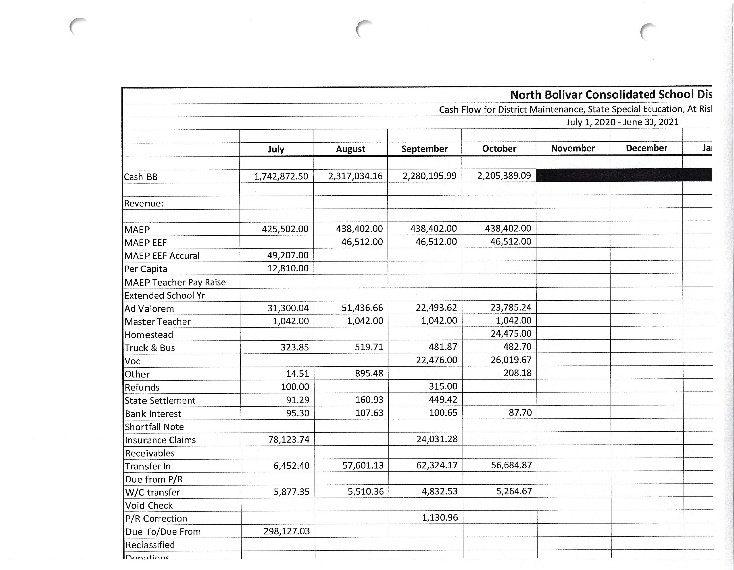 North Bolivar Consolidated School Dis
Cash Flow for District Maintenance, State Special Education, At Risl
July 1, 2020 - June 30, 2021
July August September October November December Jar
Cash BB 1,742,872.50 2,317,034.16 2,280,195.99 2,205,389.09
Revenue:
MAEP 425,502.00 438,402.00 438,402.00 438,402.00
MAEP EEF 46,512.00 46,512.00 46,512.00
MAEP EEF Accural 49,207.00
Per Capita 12,810.00
MAEP Teacher Pay Raise
Extended School Yr
Ad Valorem 31,300.04 51,436.66 22,493.62 23,785.24
Master Teacher 1,042.00 1,042.00 1,042.00 1,042.00
Homestead 24,475.00
Truck & Bus 323.85 519.71 481.87 482.70
Voc 22,476.00 26,019.67
Other 14.51 895.48 208.18
Refunds 100.00 315.00
State Settlement 91.29 160.93 449.42
Bank Interest 95.30 107.63 100.65 87.70
Shortfall Note
Insurance Claims 78,123.74 24,031.28
Receivables
Transfer In 6,452.40 57,601.13 62,324.17 56,684.87
Due from P/R
W/C transfer 5,877.35 5,510.36 4,832.53 5,264.67
Void Check
P/R Correction 1,130.96
Due To/Due From 298,127.03
Reclassified
Donations